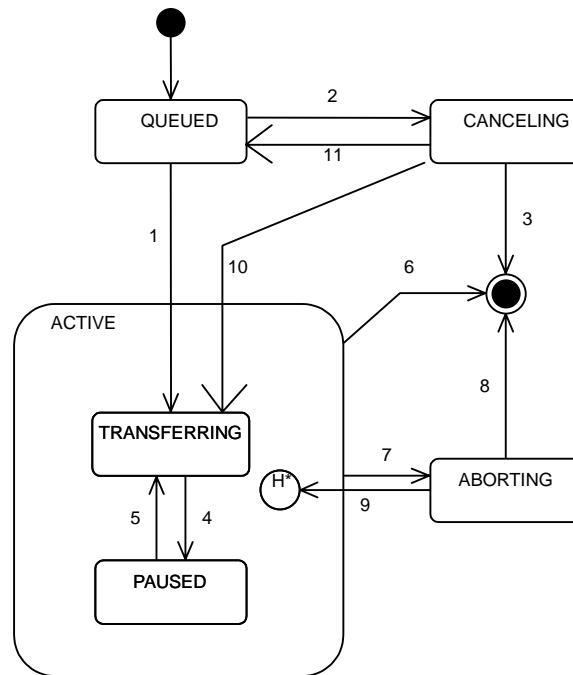 2
QUEUED
CANCELING
11
1
3
10
6
ACTIVE
8
TRANSFERRING
7
H*
ABORTING
9
5
4
PAUSED